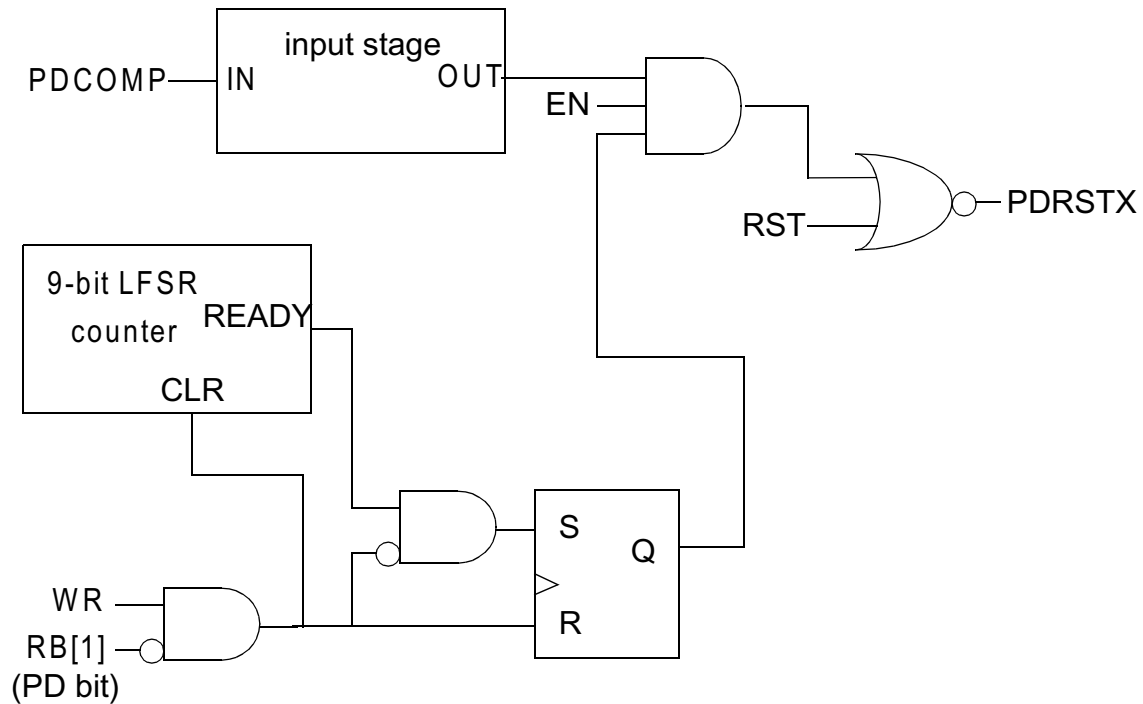 input stage
PDCOMP
IN
OUT
EN
RST
PDRSTX
9-bit LFSR
counter
READY
CLR
S
Q
R
WR
RB[1]
(PD bit)